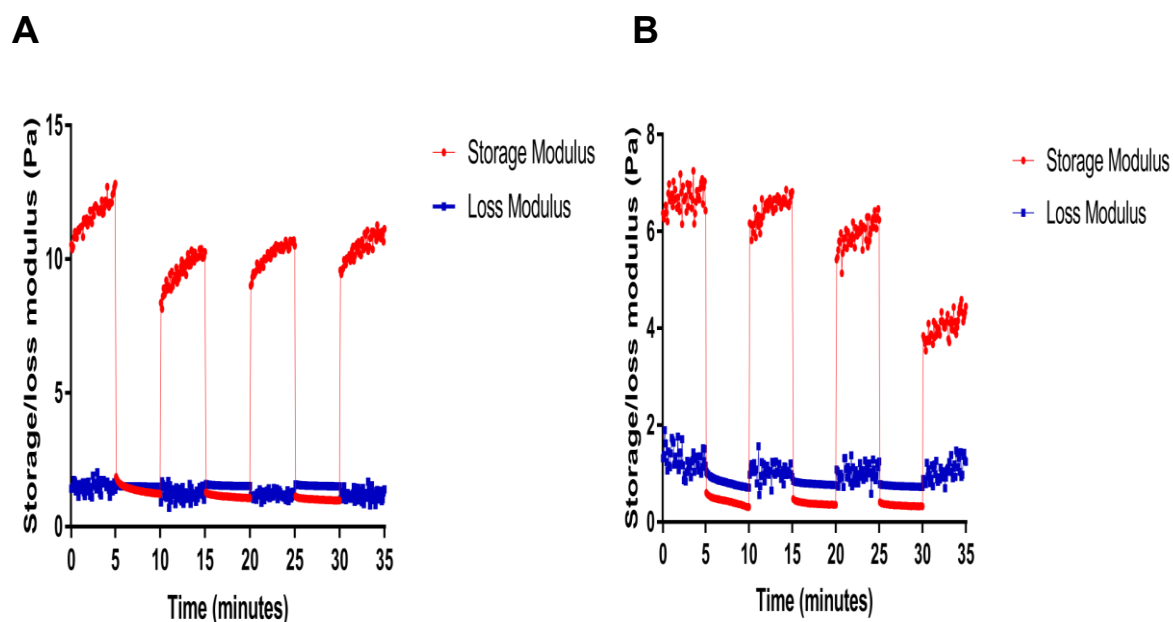 A
B
Storage/loss modulus (Pa)
15
10
5
0
0 5 10 15 20 25 30 35
Time (minutes)
Storage Modulus
Loss Modulus
Storage/loss modulus (Pa)
8
6
4
2
0
0 5 10 15 20 25 30 35
Time (minutes)
Storage Modulus
Loss Modulus